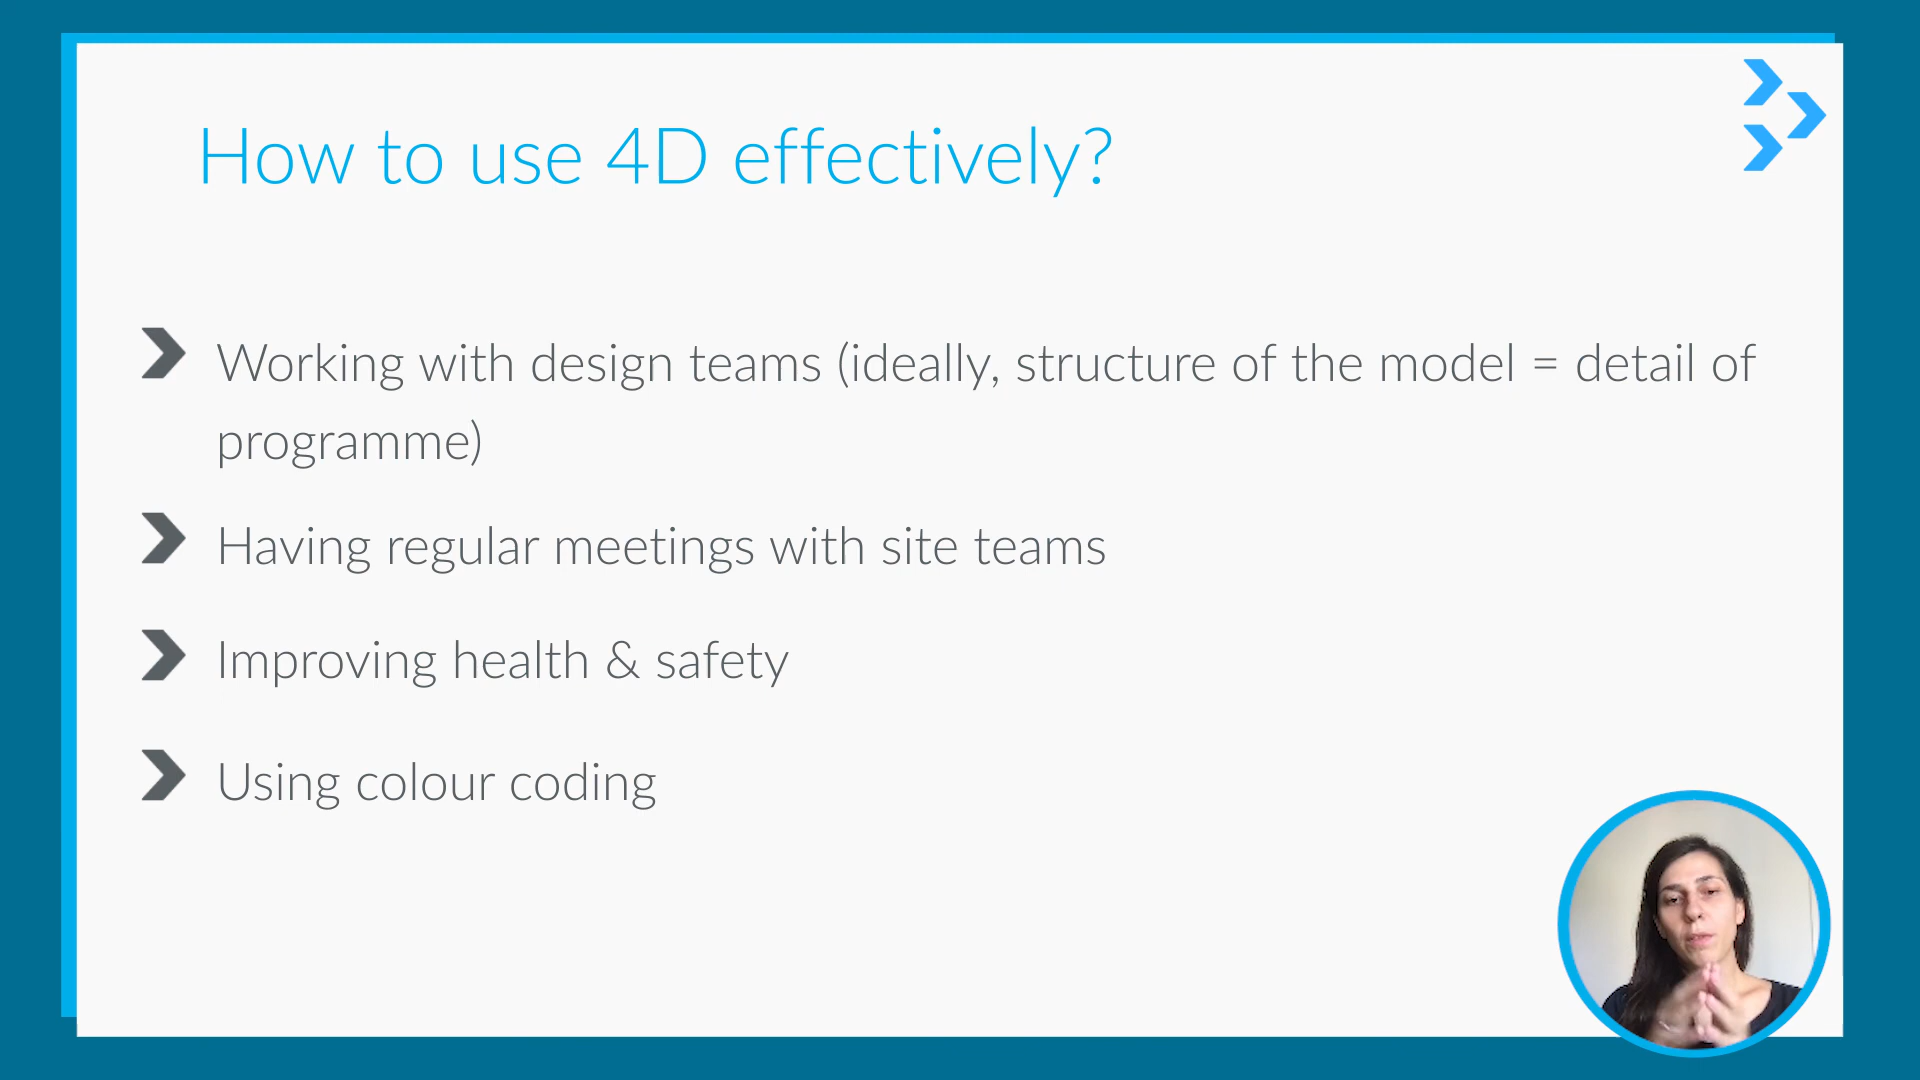 How to use 4D effectively?
Working with design teams (ideally, structure of the model = detail of
programme)
Having regular meetings with site teams
Improving health & safety
Using colour coding